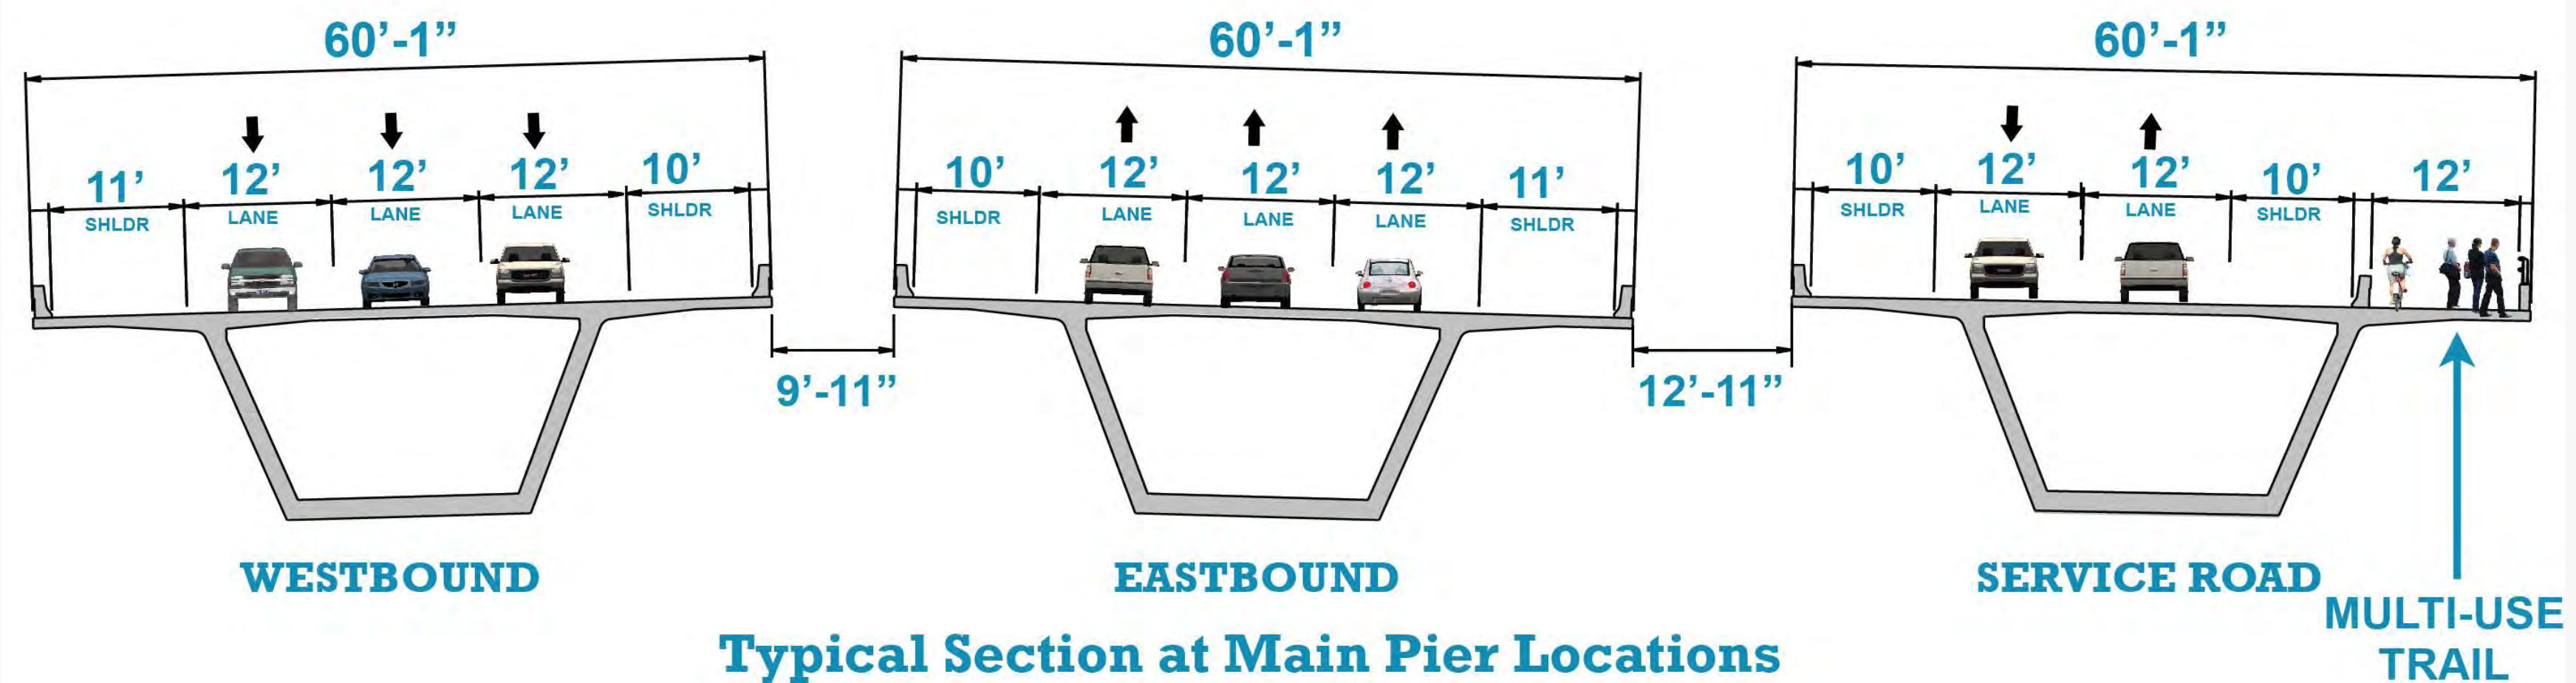 60’-1” 60’-1” 60’-1”
11’ 12’ 12’ 12’ 10’ 10’ 12’ 12’ 12’ 11’ 10’ 12’ 12’ 10’ 12’
SHLDR LANE LANE LANE SHLDR SHLDR LANE LANE LANE SHLDR SHLDR LANE LANE SHLDR
9’-11” 12’-11”
WESTBOUND EASTBOUND SERVICE ROAD
MULTI-USE
TRAIL
Typical Section at Main Pier Locations